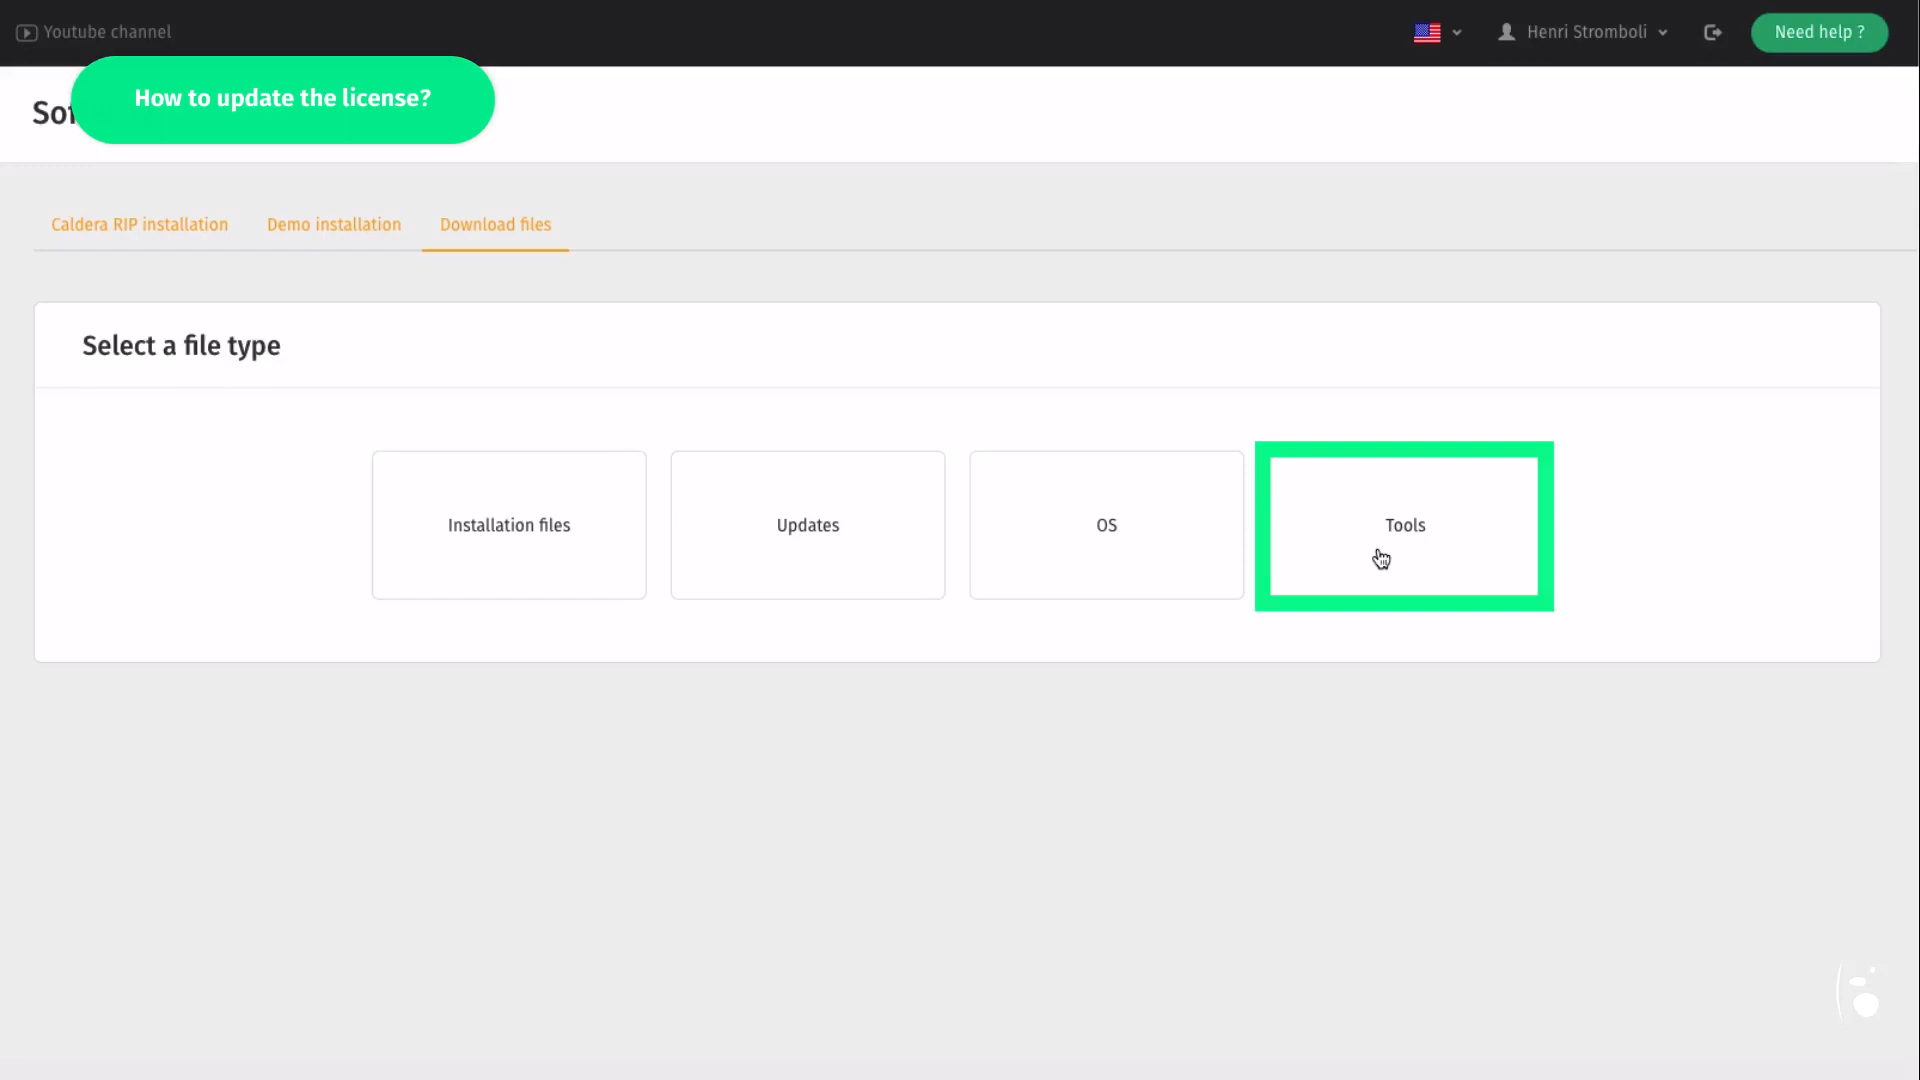 Youtube channel
Henri Stromboli
Need help ?
How to update the license?
Caldera RIP installation
Demo installation
Download files
Select a file type
Installation files
Updates
OS
Tools